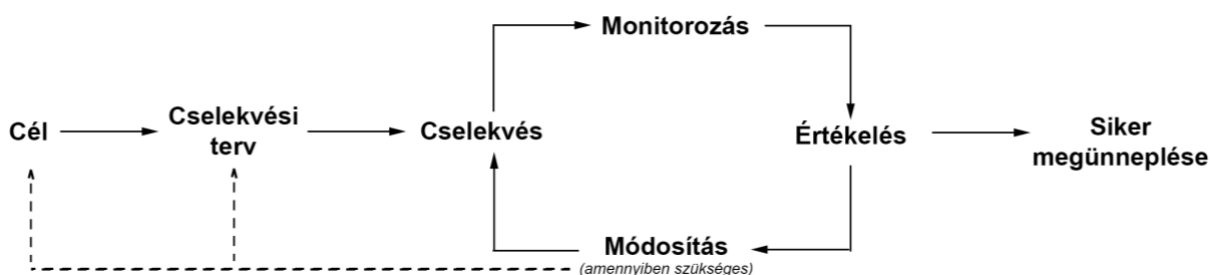 Monitorozás
Cél
Cselekvési
terv
Cselekvés
Értékelés
Siker
megünneplése
Módosítás
(amennyiben szükséges)